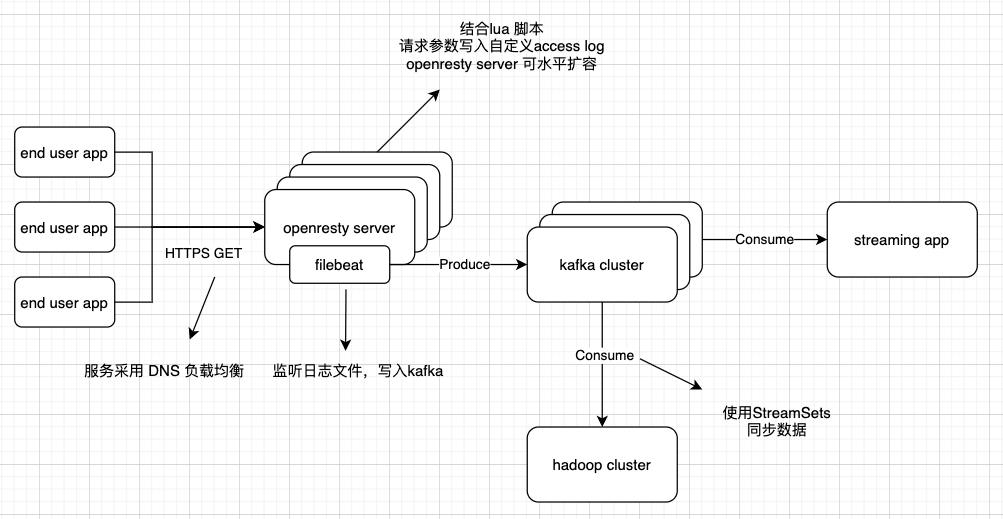 结合lua 脚本
请求参数写入自定义access log
openresty server 可水平扩容
end user app
end user app
end user app
HTTPS GET
openresty server
filebeat
Produce
kafka cluster
Consume
streaming app
服务采用 DNS 负载均衡
监听日志文件，写入kafka
Consume
使用StreamSets
同步数据
hadoop cluster